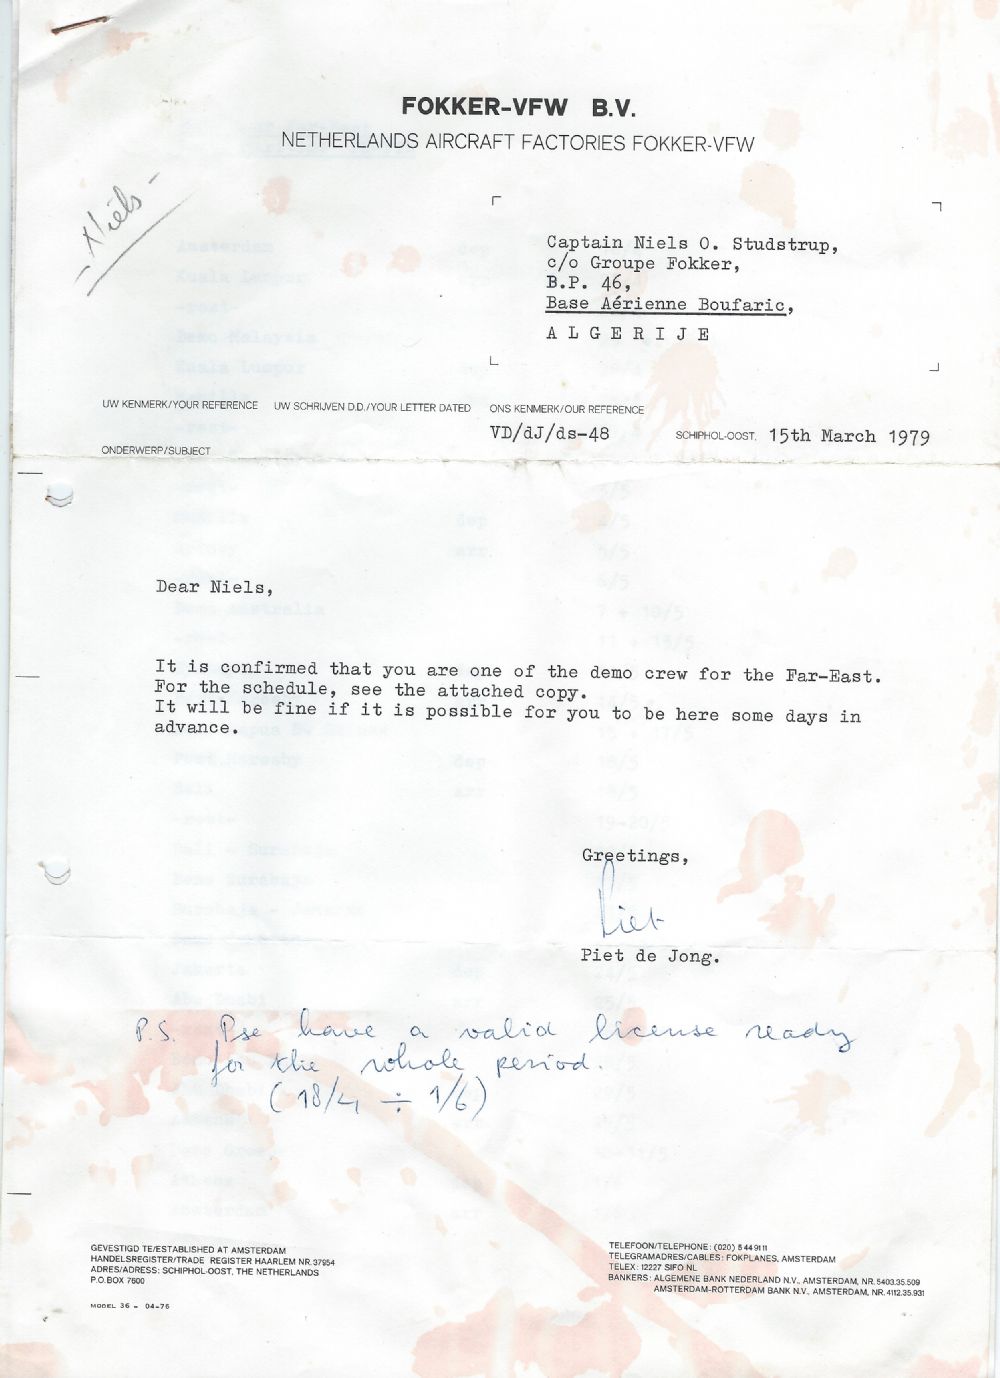 FOKKER-VFW B.V.
NETHERLANDS AIRCRAFT FACTORIES FOKKER-VFW
- Niels -
Captain Niels O. Studstrup,
c/o Groupe Fokker,
B.P. 46,
Base Aérienne Boufaric,
A L G E R I J E
UW KENMERK/YOUR REFERENCE UW SCHRIJVEN D.D./YOUR LETTER DATED ONS KENMERK/OUR REFERENCE
VD/dJ/ds-48 SCHIPHOL-OOST, 15th March 1979
ONDERWERP/SUBJECT
Dear Niels,
It is confirmed that you are one of the demo crew for the Far-East.
For the schedule, see the attached copy.
It will be fine if it is possible for you to be here some days in
advance.
Greetings,
Piet
Piet de Jong.
P.S. Pse have a valid license ready
for the whole period.
(18/4 ÷ 1/6)
GEVESTIGD TE/ESTABLISHED AT AMSTERDAM
HANDELSREGISTER/TRADE REGISTER HAARLEM NR. 37954
ADRES/ADRESS: SCHIPHOL-OOST, THE NETHERLANDS
P.O. BOX 7600
MODEL 36 - 04-76
TELEFOON/TELEPHONE: (020) 5 44 91 11
TELEGRAMADRES/CABLES: FOKPLANES, AMSTERDAM
TELEX: 12227 SIFO NL
BANKERS: ALGEMENE BANK NEDERLAND N.V., AMSTERDAM, NR. 5403.35.509
AMSTERDAM-ROTTERDAM BANK N.V., AMSTERDAM, NR. 4112.35.931